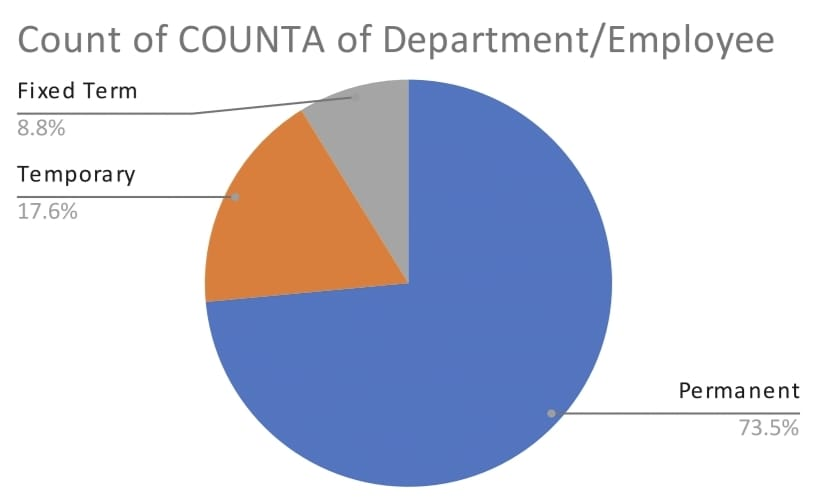 Count of COUNTA of Department/Employee
Fixed Term
8.8%
Temporary
17.6%
Permanent
73.5%